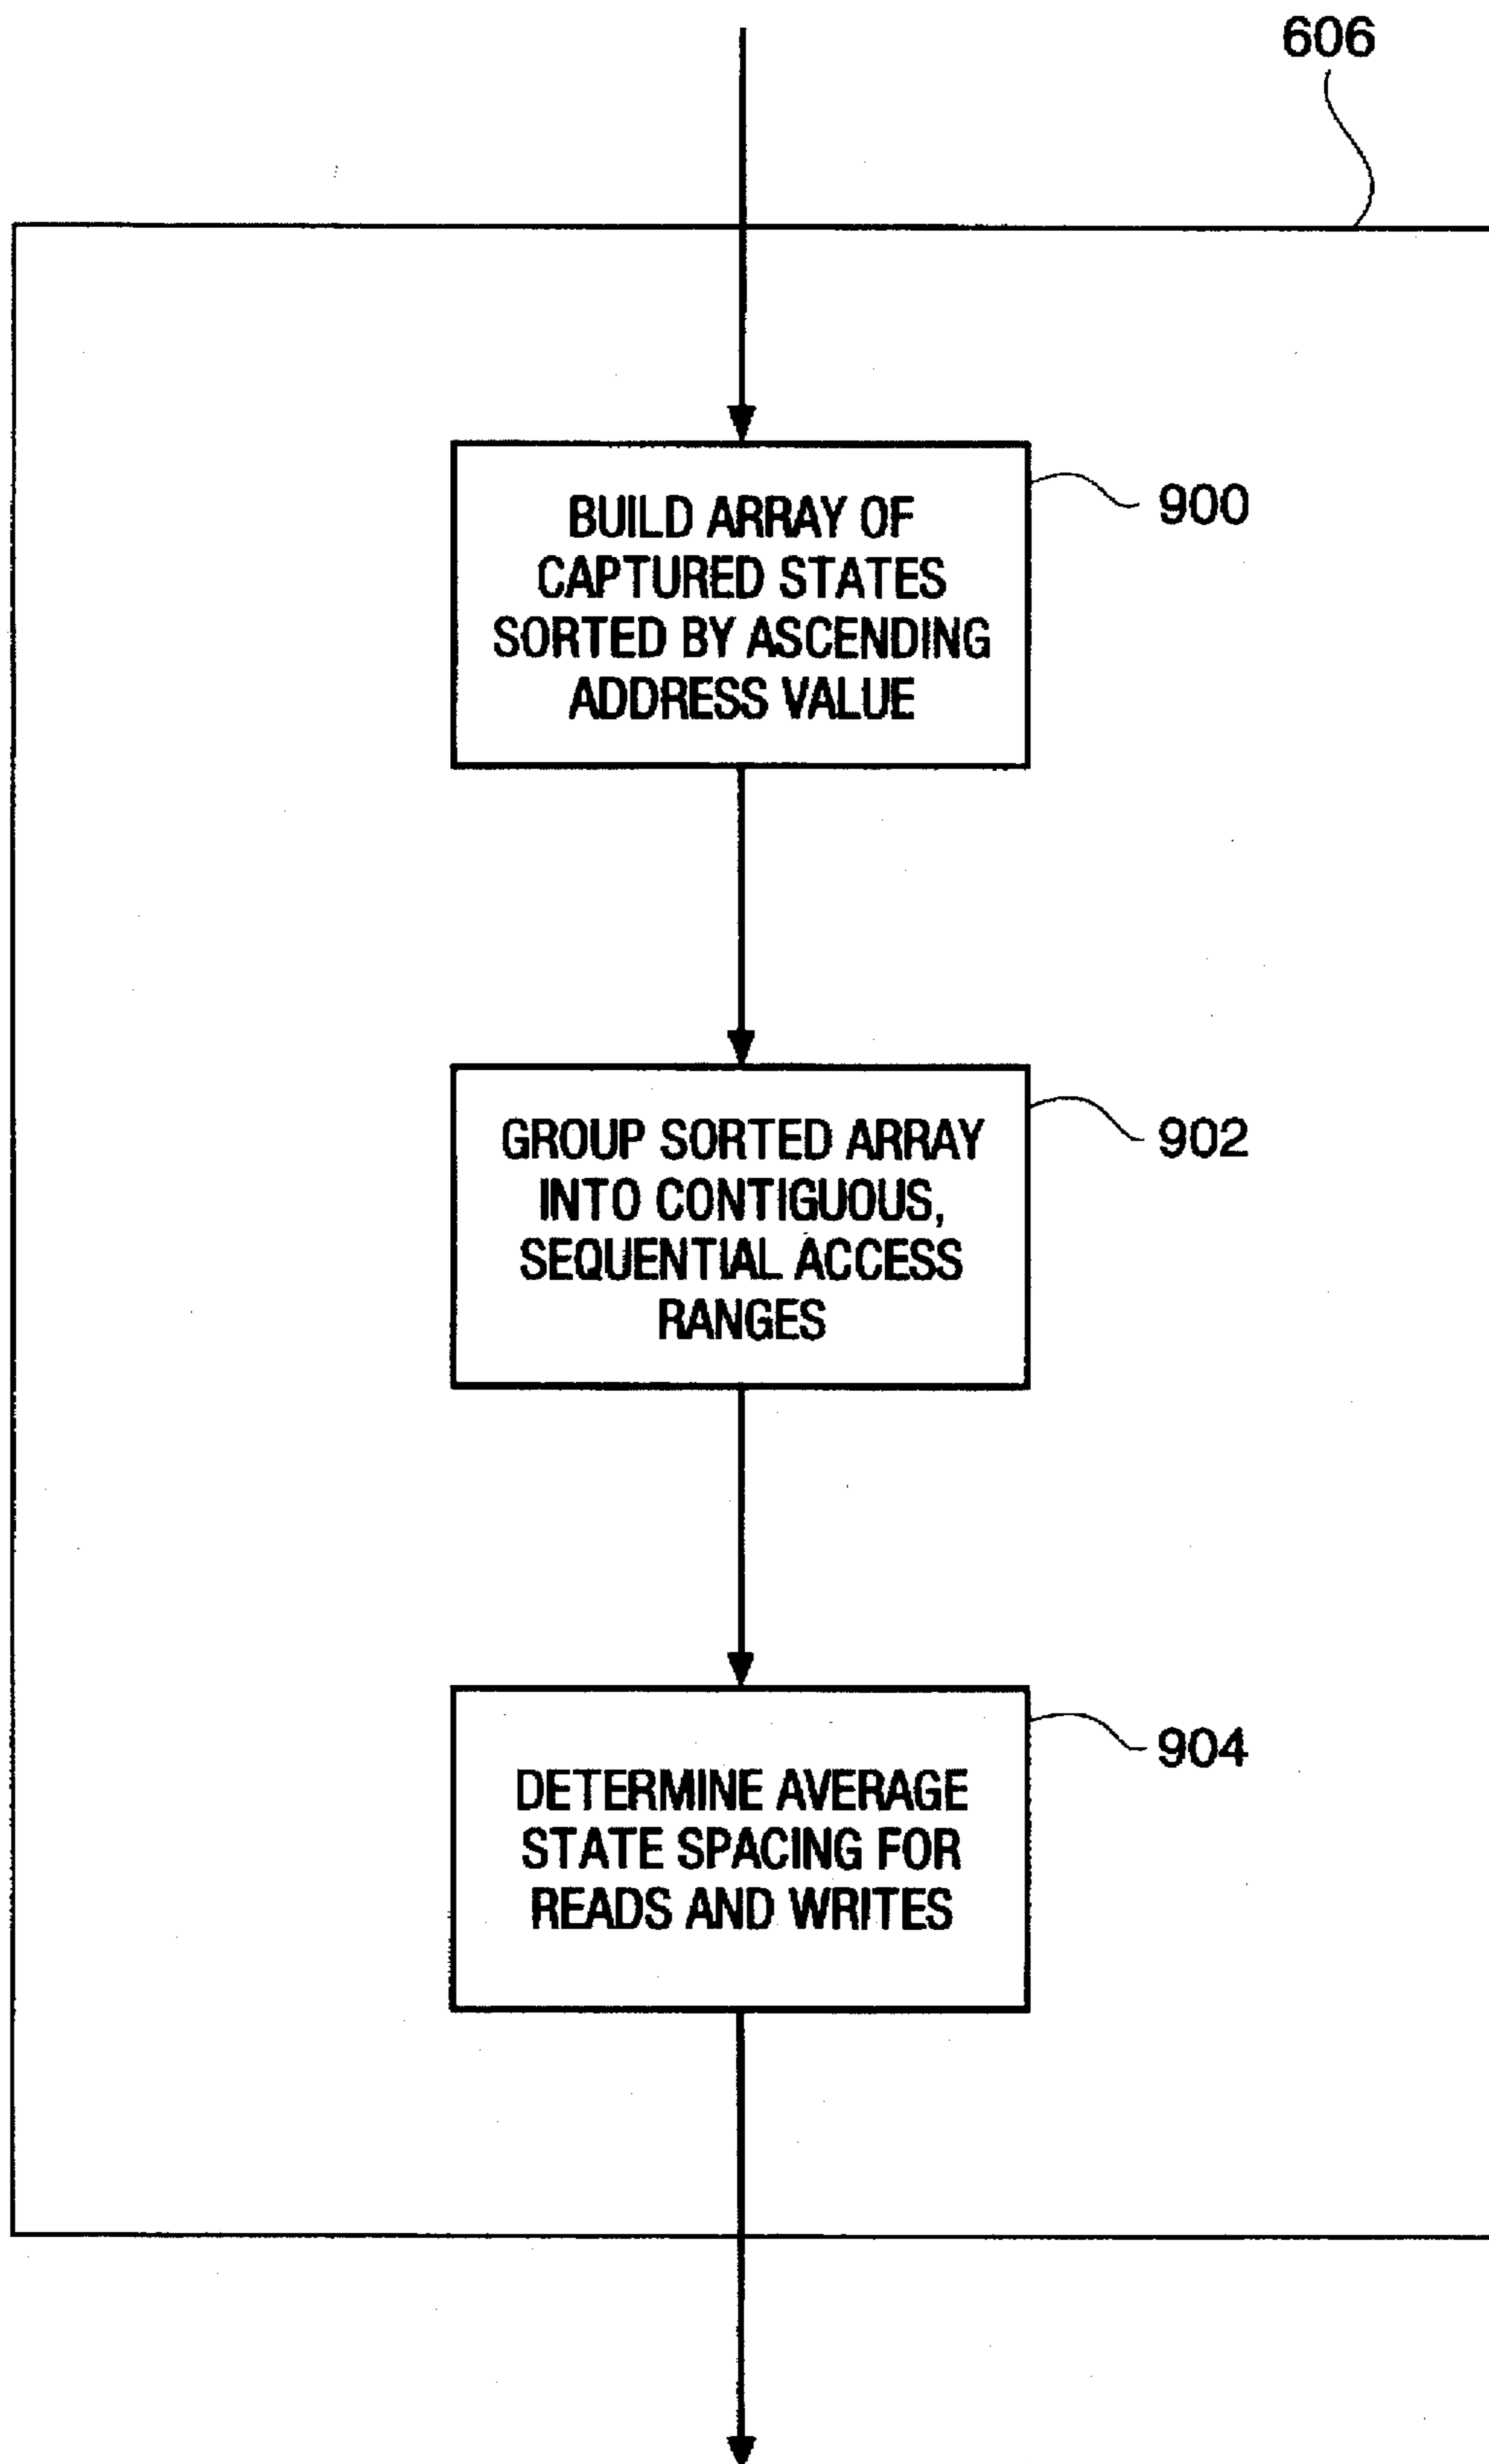 606
BUILD ARRAY OF
CAPTURED STATES
SORTED BY ASCENDING
ADDRESS VALUE
900
GROUP SORTED ARRAY
INTO CONTIGUOUS,
SEQUENTIAL ACCESS
RANGES
902
DETERMINE AVERAGE
STATE SPACING FOR
READS AND WRITES
904